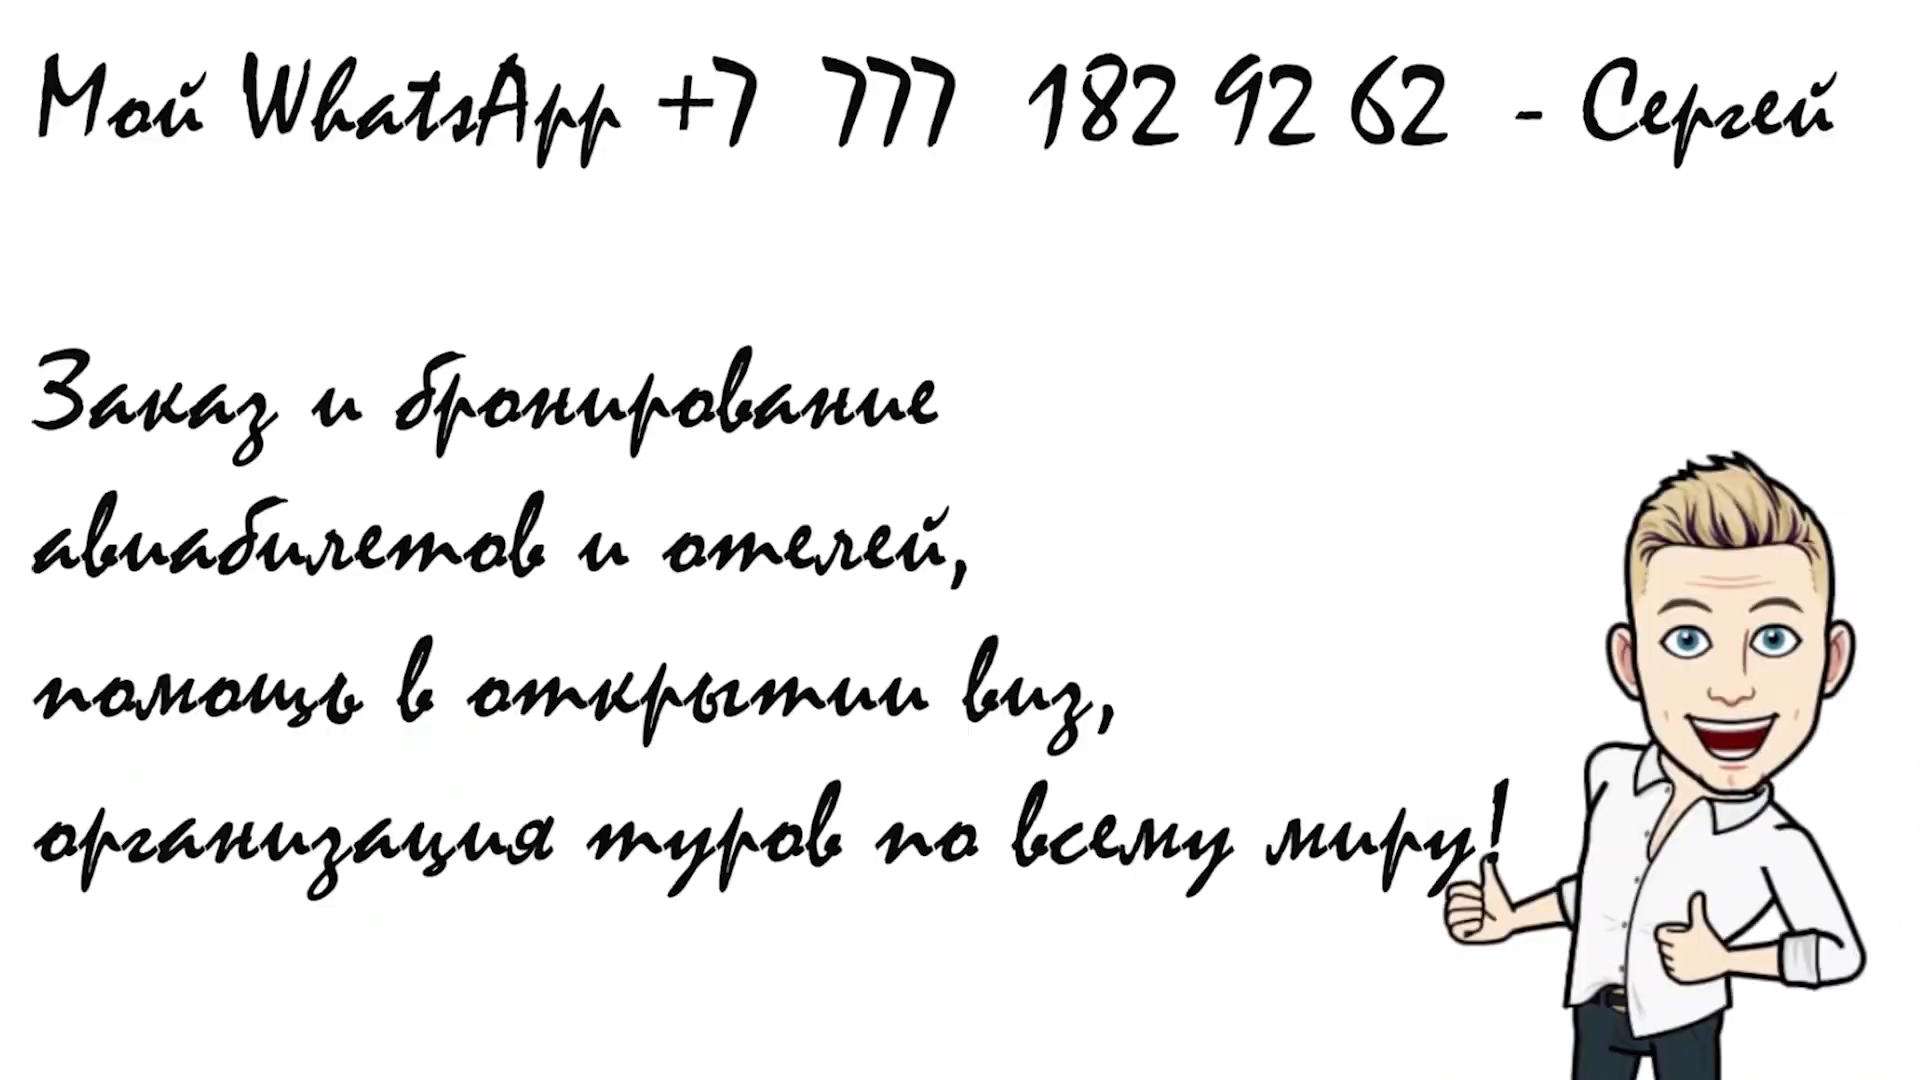 Мой WhatsApp +7 777 182 92 62 - Сергей
Заказ и бронирование
авиабилетов и отелей,
помощь в открытии виз,
организация туров по всему миру!